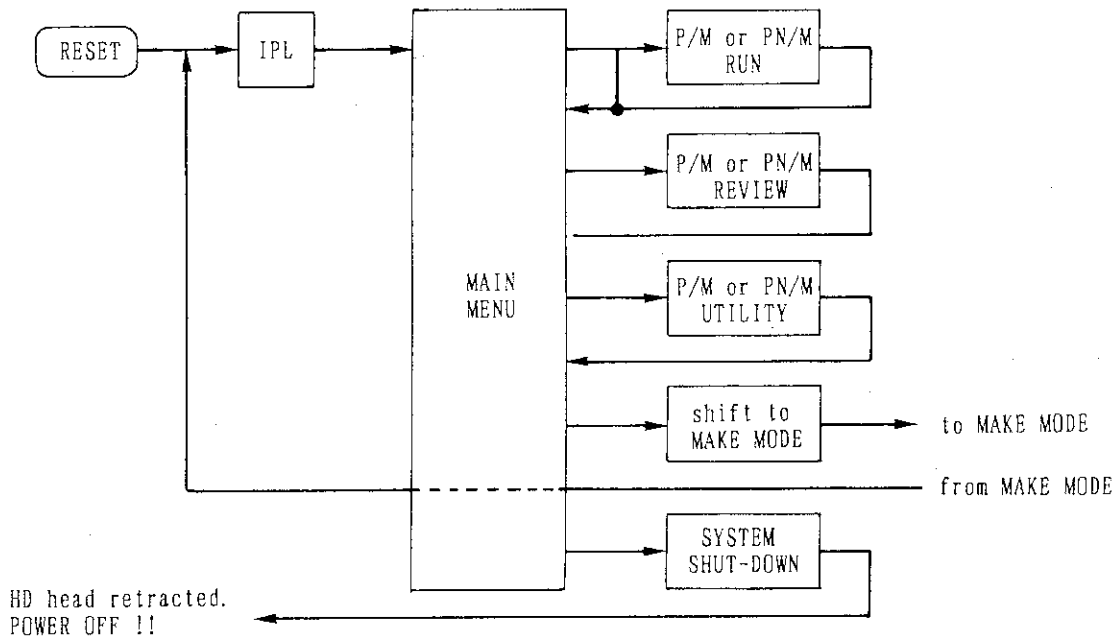 RESET
IPL
MAIN
MENU
P/M or PN/M
RUN
P/M or PN/M
REVIEW
P/M or PN/M
UTILITY
shift to
MAKE MODE
to MAKE MODE
from MAKE MODE
SYSTEM
SHUT-DOWN
HD head retracted.
POWER OFF !!